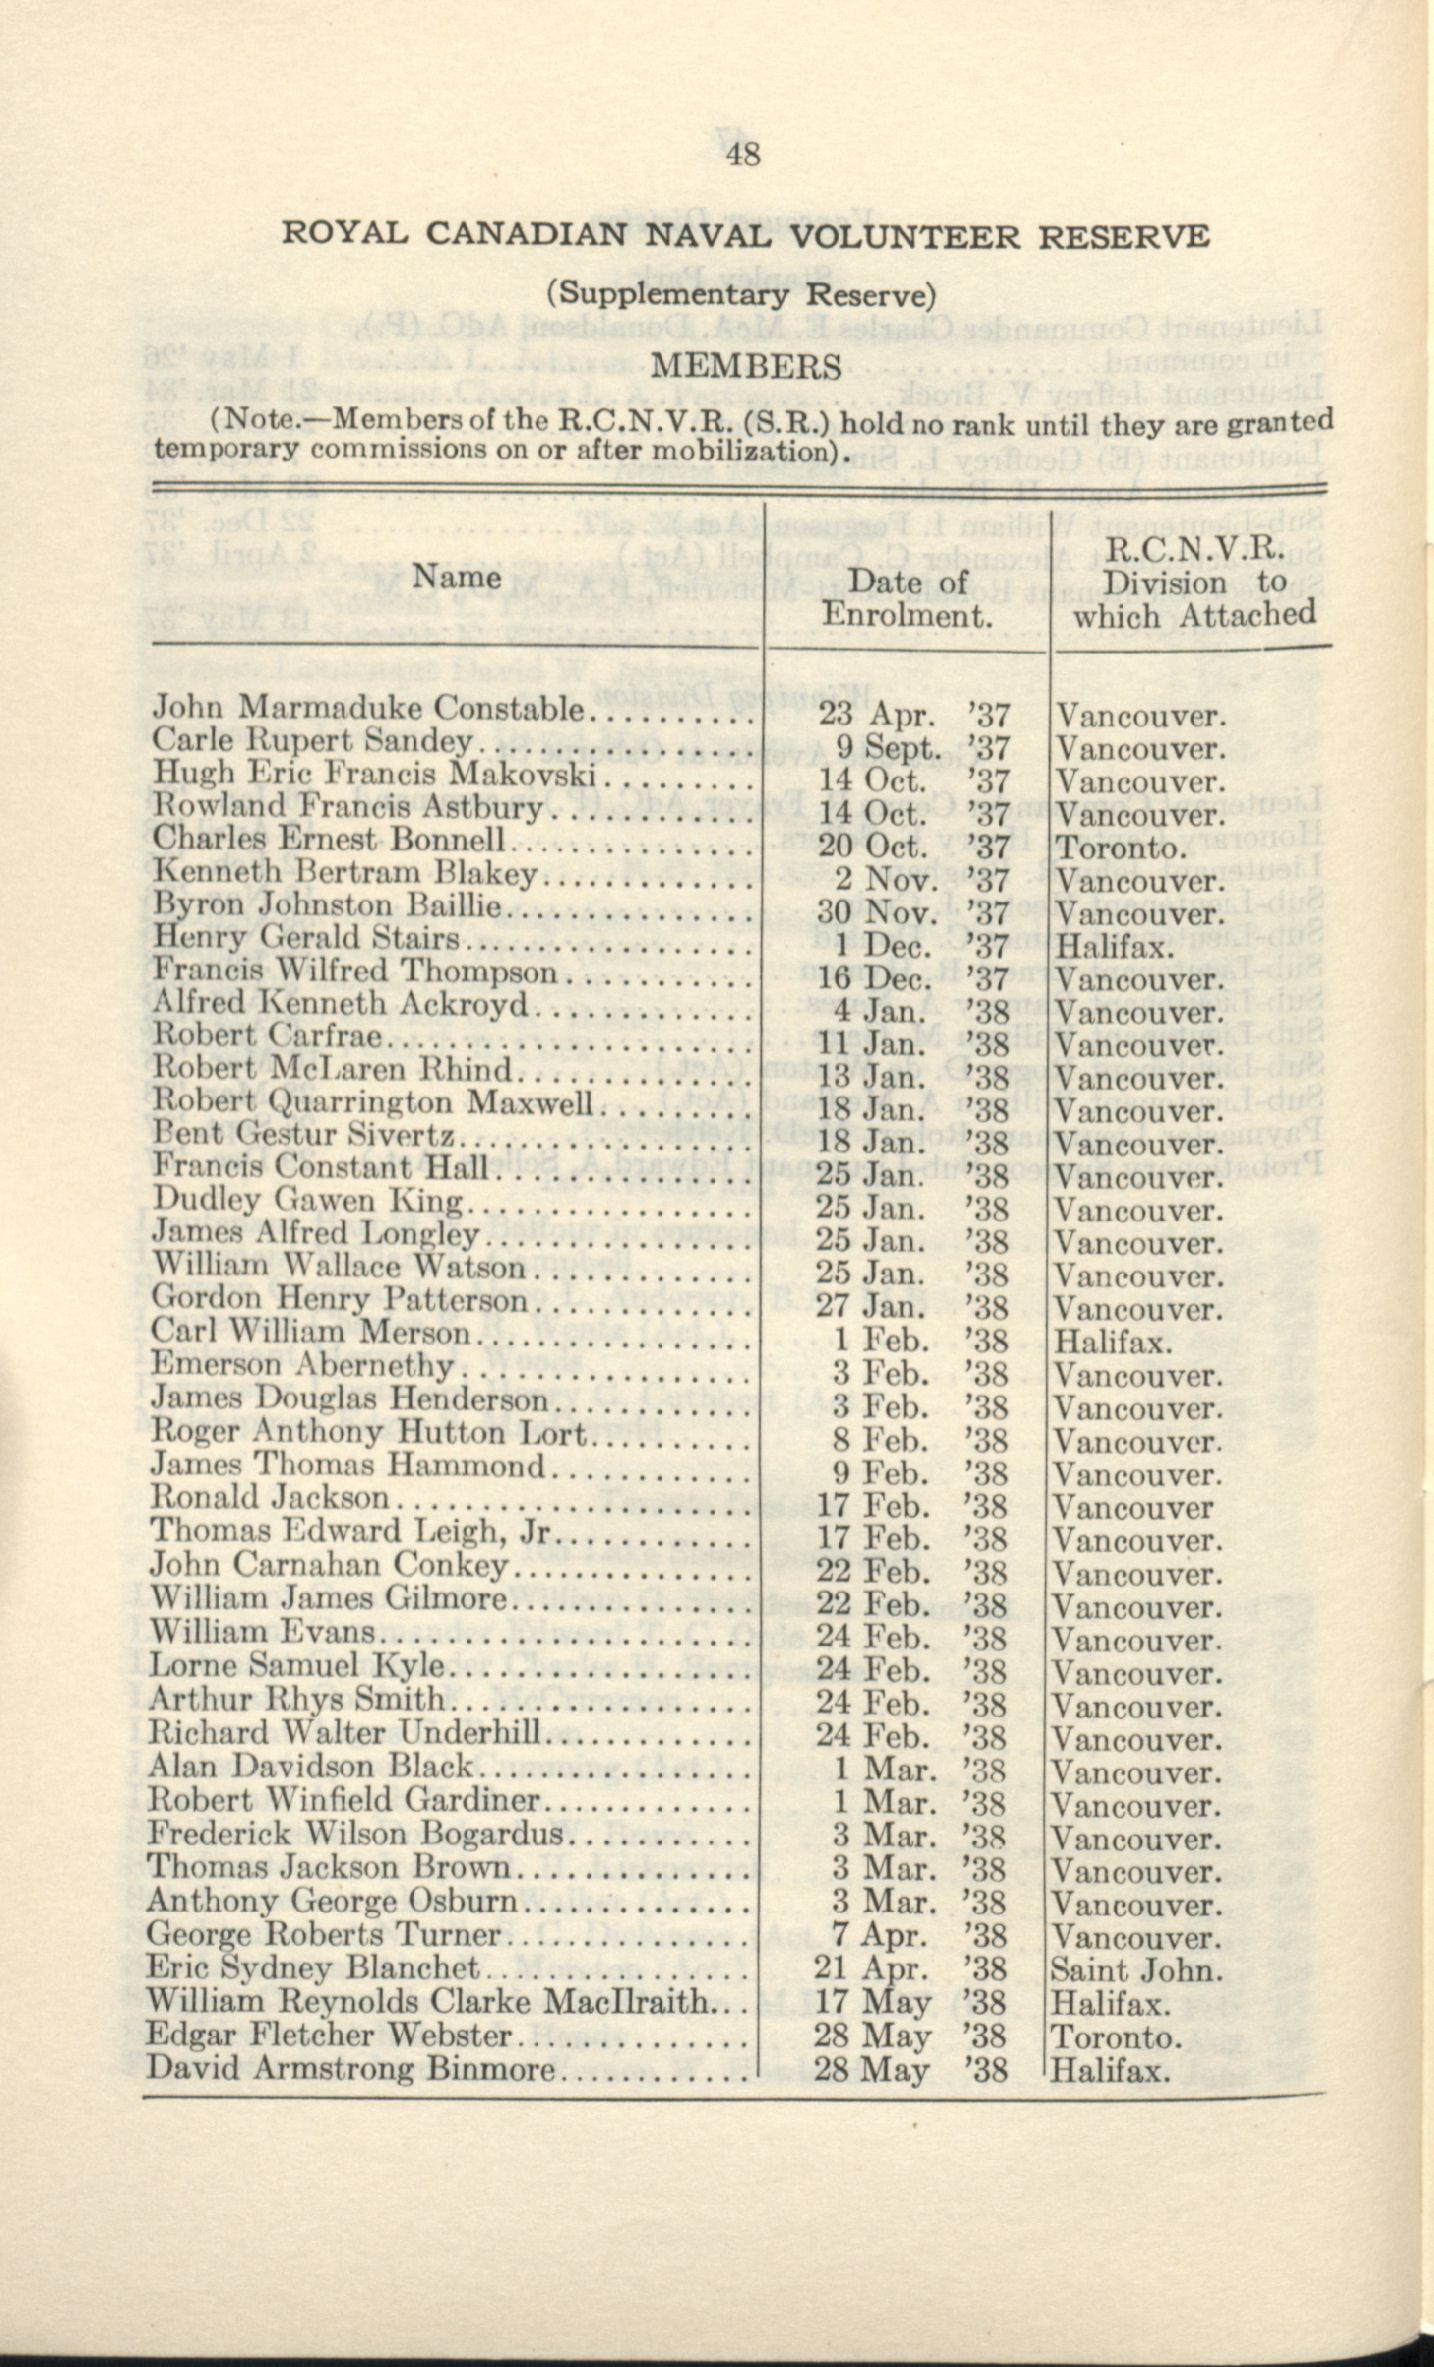 48
ROYAL CANADIAN NAVAL VOLUNTEER RESERVE
(Supplementary Reserve)
MEMBERS
(Note.—Members of the R.C.N.V.R. (S.R.) hold no rank until they are granted
temporary commissions on or after mobilization).
Name
Date of
Enrolment.
R.C.N.V.R.
Division to
which Attached
John Marmaduke Constable.......... 23 Apr. '37 Vancouver.
Carle Rupert Sandey................. 9 Sept. '37 Vancouver.
Hugh Eric Francis Makovski.......... 14 Oct. '37 Vancouver.
Rowland Francis Astbury............. 14 Oct. '37 Vancouver.
Charles Ernest Bonnell............... 20 Oct. '37 Toronto.
Kenneth Bertram Blakey............. 2 Nov. '37 Vancouver.
Byron Johnston Baillie............... 30 Nov. '37 Vancouver.
Henry Gerald Stairs.................. 1 Dec. '37 Halifax.
Francis Wilfred Thompson............ 16 Dec. '37 Vancouver.
Alfred Kenneth Ackroyd.............. 4 Jan. '38 Vancouver.
Robert Carfrae....................... 11 Jan. '38 Vancouver.
Robert McLaren Rhind............... 13 Jan. '38 Vancouver.
Robert Quarrington Maxwell.......... 18 Jan. '38 Vancouver.
Bent Gestur Sivertz.................. 18 Jan. '38 Vancouver.
Francis Constant Hall................ 25 Jan. '38 Vancouver.
Dudley Gawen King.................. 25 Jan. '38 Vancouver.
James Alfred Longley................. 25 Jan. '38 Vancouver.
William Wallace Watson.............. 25 Jan. '38 Vancouver.
Gordon Henry Patterson.............. 27 Jan. '38 Vancouver.
Carl William Merson.................. 1 Feb. '38 Halifax.
Emerson Abernethy.................. 3 Feb. '38 Vancouver.
James Douglas Henderson............. 3 Feb. '38 Vancouver.
Roger Anthony Hutton Lort.......... 8 Feb. '38 Vancouver.
James Thomas Hammond............. 9 Feb. '38 Vancouver.
Ronald Jackson...................... 17 Feb. '38 Vancouver
Thomas Edward Leigh, Jr............. 17 Feb. '38 Vancouver.
John Carnahan Conkey............... 22 Feb. '38 Vancouver.
William James Gilmore............... 22 Feb. '38 Vancouver.
William Evans....................... 24 Feb. '38 Vancouver.
Lorne Samuel Kyle................... 24 Feb. '38 Vancouver.
Arthur Rhys Smith................... 24 Feb. '38 Vancouver.
Richard Walter Underhill............. 24 Feb. '38 Vancouver.
Alan Davidson Black................. 1 Mar. '38 Vancouver.
Robert Winfield Gardiner............. 1 Mar. '38 Vancouver.
Frederick Wilson Bogardus............ 3 Mar. '38 Vancouver.
Thomas Jackson Brown............... 3 Mar. '38 Vancouver.
Anthony George Osburn.............. 3 Mar. '38 Vancouver.
George Roberts Turner............... 7 Apr. '38 Vancouver.
Eric Sydney Blanchet................. 21 Apr. '38 Saint John.
William Reynolds Clarke MacIlraith... 17 May '38 Halifax.
Edgar Fletcher Webster............... 28 May '38 Toronto.
David Armstrong Binmore............ 28 May '38 Halifax.